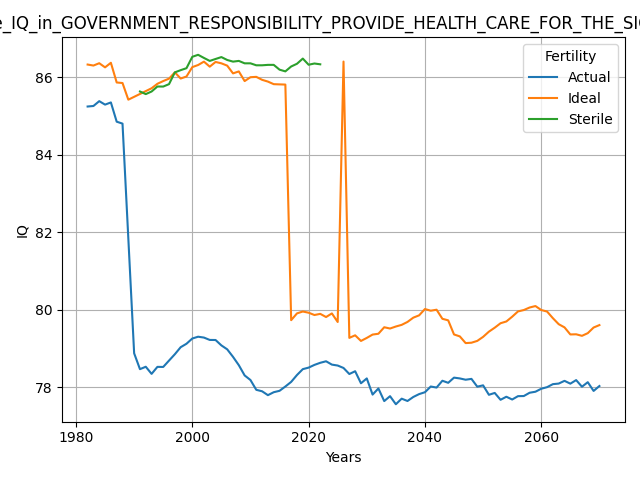 e_IQ_in_GOVERNMENT_RESPONSIBILITY_PROVIDE_HEALTH_CARE_FOR_THE_SI
Fertility
Actual
Ideal
Sterile
IQ
86
84
82
80
78
1980
2000
2020
2040
2060
Years